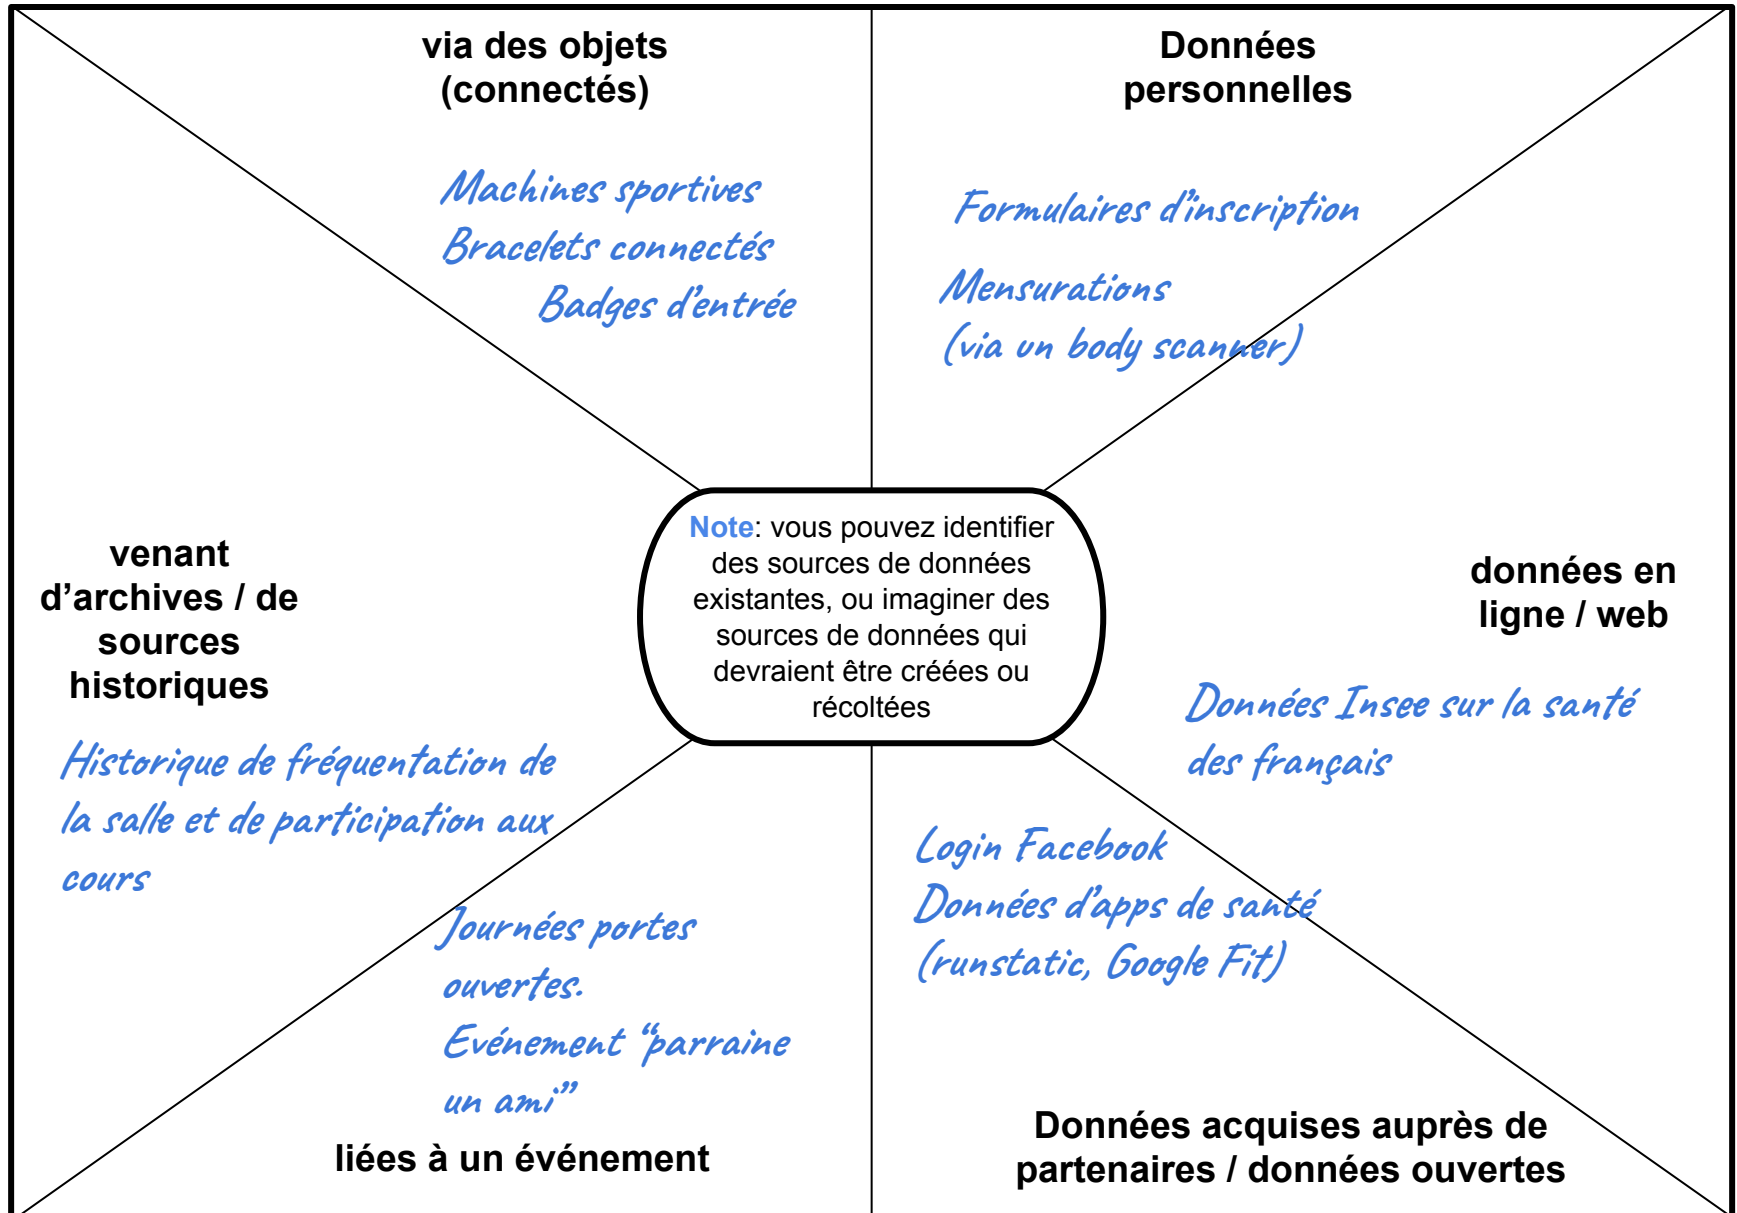 via des objets
(connectés)
Machines sportives
Bracelets connectés
Badges d'entrée
Données
personnelles
Formulaires d'inscription
Mensurations
(via un body scanner)
venant
d'archives / de
sources
historiques
Historique de fréquentation de
la salle et de participation aux
cours
Note: vous pouvez identifier
des sources de données
existantes, ou imaginer des
sources de données qui
devraient être créées ou
récoltées
données en
ligne / web
Données Insee sur la santé
des français
Journées portes
ouvertes.
Evénement “parraine
un ami”
liées à un événement
Login Facebook
Données d'apps de santé
(runstatic, Google Fit)
Données acquises auprès de
partenaires / données ouvertes